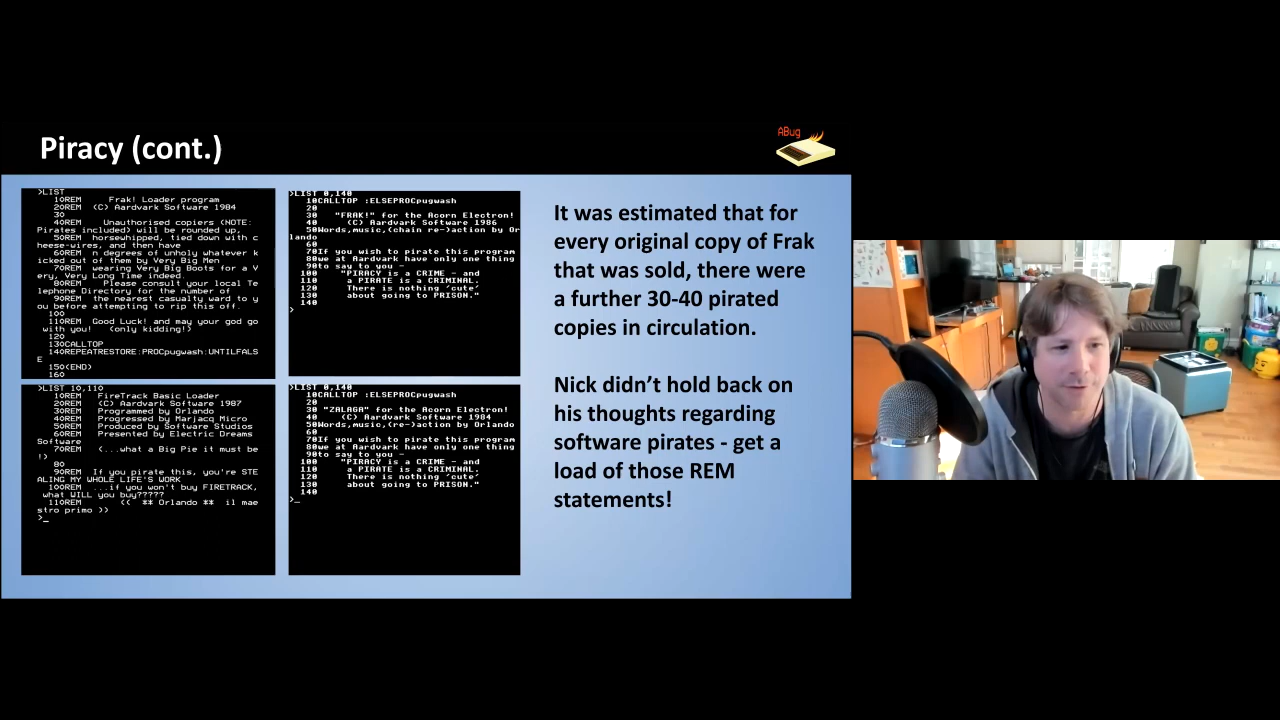 Piracy (cont.)
ABug
>LIST
10REM    Frak! Loader program
20REM  (C) Aardvark Software 1984
30
40REM    Unauthorised copiers (NOTE:
Pirates included) will be rounded up,
50REM  horsewhipped, tied down with c
heese-wires, and then have
60REM  n degrees of unholy whatever k
icked out of them by Very Big Men
70REM  wearing Very Big Boots for a V
ery, Very Long Time indeed.
80REM    Please consult your local Te
lephone Directory for the number of
90REM  the nearest casualty ward to y
ou before attempting to rip this off.
100
110REM  Good Luck! and may your god go
with you!   (only kidding!)
120
130CALLTOP
140REPEATRESTORE:PROCpugwash:UNTILFALS
E
150(END)
160
>LIST 0,140
10CALLTOP :ELSEPROCpugwash
20
30   "FRAK!" for the Acorn Electron!
40    (C) Aardvark Software 1986
50Words,music,(chain re-)action by Or
lando
60
70If you wish to pirate this program
80we at Aardvark have only one thing
90to say to you -
100    "PIRACY is a CRIME - and
110     a PIRATE is a CRIMINAL.
120     There is nothing 'cute'
130     about going to PRISON."
140
>
>LIST 10,110
10REM   FireTrack Basic Loader
20REM  (C) Aardvark Software 1987
30REM  Programmed by Orlando
40REM  Progressed by Marjacq Micro
50REM  Produced by Software Studios
60REM  Presented by Electric Dreams
Software
70REM   (...what a Big Pie it must be
!)
80
90REM  If you pirate this, you're STE
ALING MY WHOLE LIFE'S WORK
100REM  ...if you won't buy FIRETRACK,
what WILL you buy?????
110REM      (( ** Orlando **  il mae
stro primo ))
>_
>LIST 0,140
10CALLTOP :ELSEPROCpugwash
20
30 "ZALAGA" for the Acorn Electron!
40    (C) Aardvark Software 1984
50Words,music,(re-)action by Orlando
60
70If you wish to pirate this program
80we at Aardvark have only one thing
90to say to you -
100    "PIRACY is a CRIME - and
110     a PIRATE is a CRIMINAL.
120     There is nothing 'cute'
130     about going to PRISON."
140
>_
It was estimated that for
every original copy of Frak
that was sold, there were
a further 30-40 pirated
copies in circulation.
Nick didn't hold back on
his thoughts regarding
software pirates - get a
load of those REM
statements!